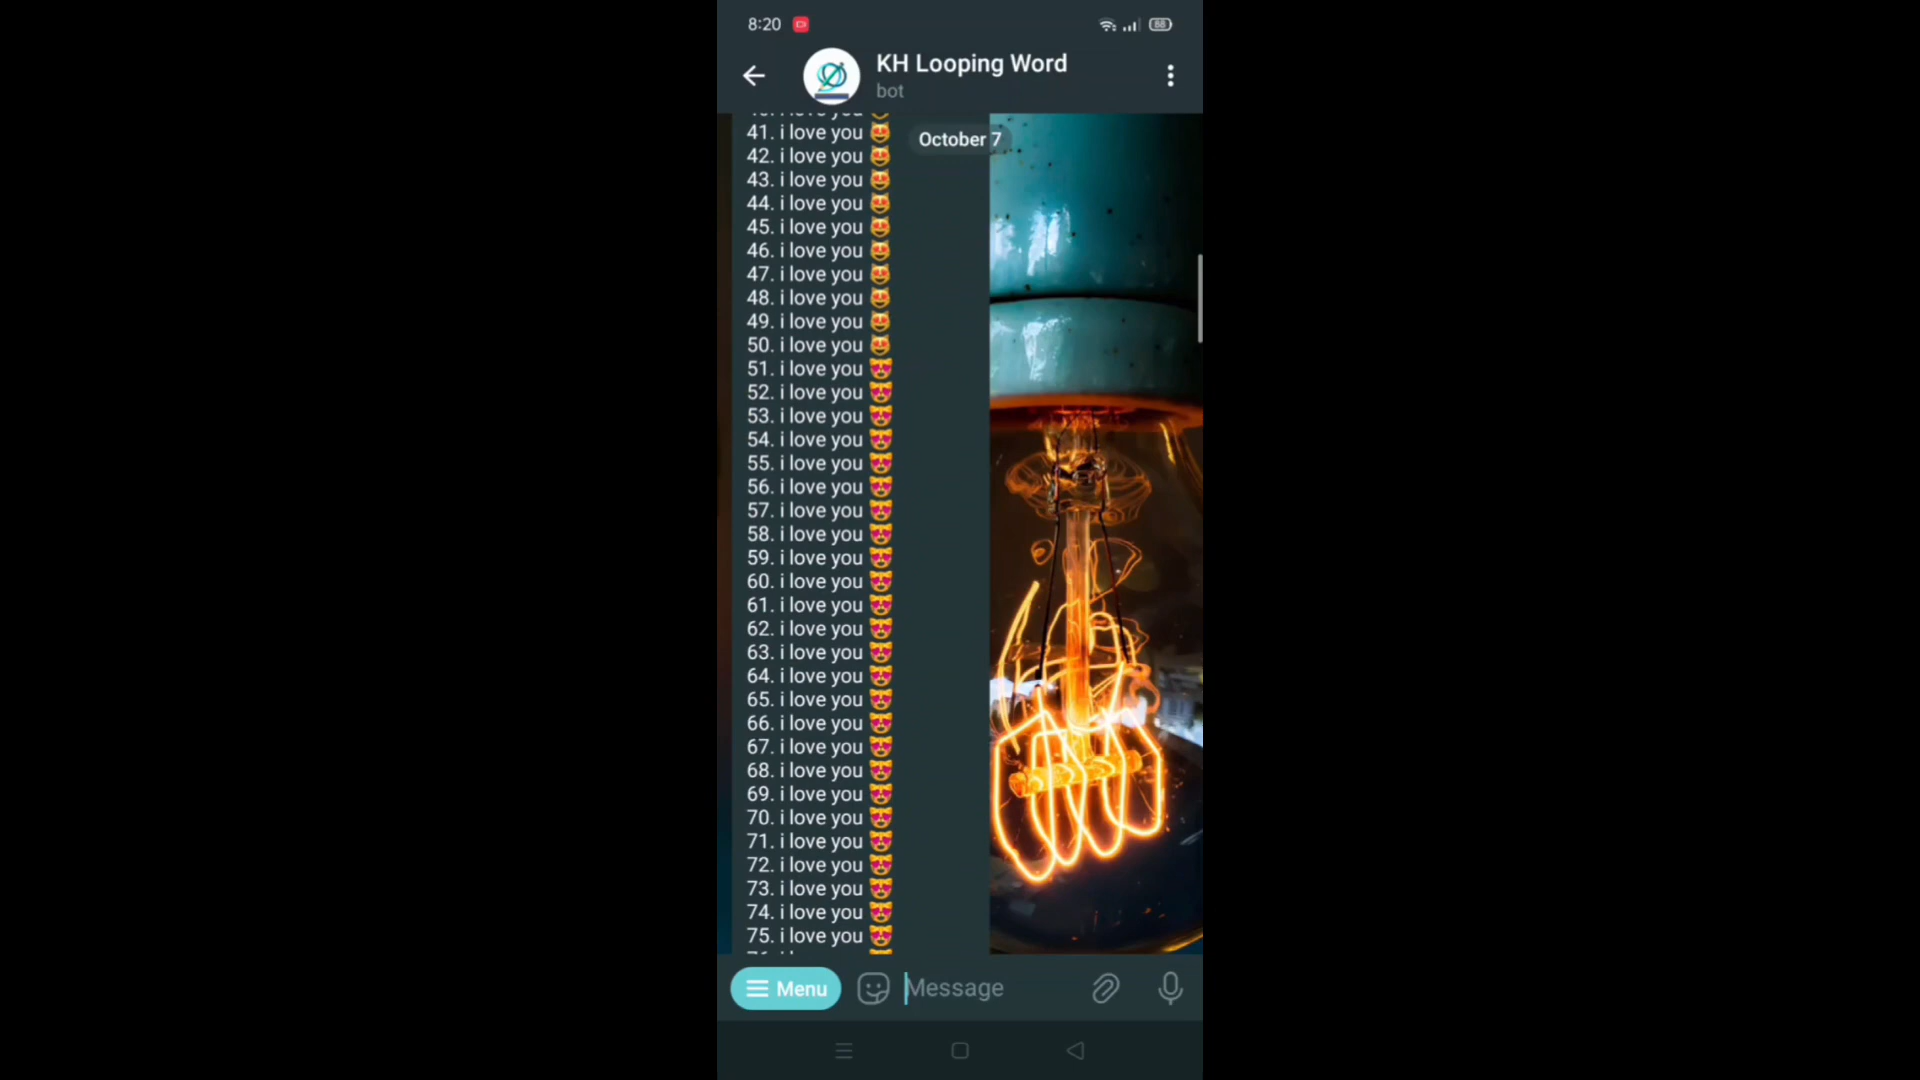 8:20
88
KH Looping Word
bot
October 7
41. i love you 😍
42. i love you 😍
43. i love you 😍
44. i love you 😍
45. i love you 😍
46. i love you 😍
47. i love you 😍
48. i love you 😍
49. i love you 😍
50. i love you 😍
51. i love you 😻
52. i love you 😻
53. i love you 😻
54. i love you 😻
55. i love you 😻
56. i love you 😻
57. i love you 😻
58. i love you 😻
59. i love you 😻
60. i love you 😻
61. i love you 😻
62. i love you 😻
63. i love you 😻
64. i love you 😻
65. i love you 😻
66. i love you 😻
67. i love you 😻
68. i love you 😻
69. i love you 😻
70. i love you 😻
71. i love you 😻
72. i love you 😻
73. i love you 😻
74. i love you 😻
75. i love you 😻
Menu
Message